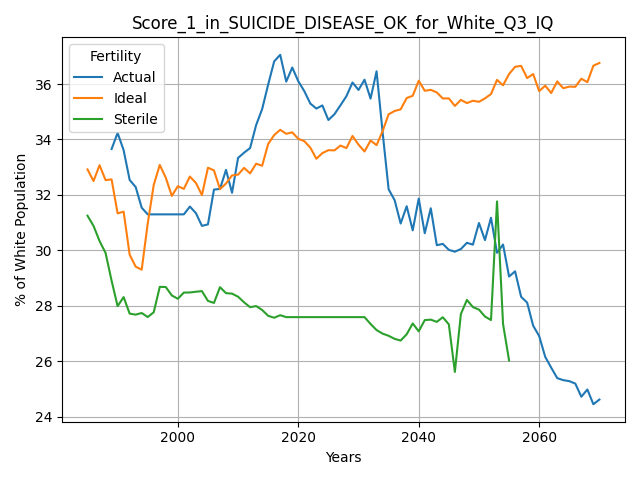 Score_1_in_SUICIDE_DISEASE_OK_for_White_Q3_IQ
Fertility
Actual
Ideal
Sterile
% of White Population
36
34
32
30
28
26
24
2000
2020
2040
2060
Years